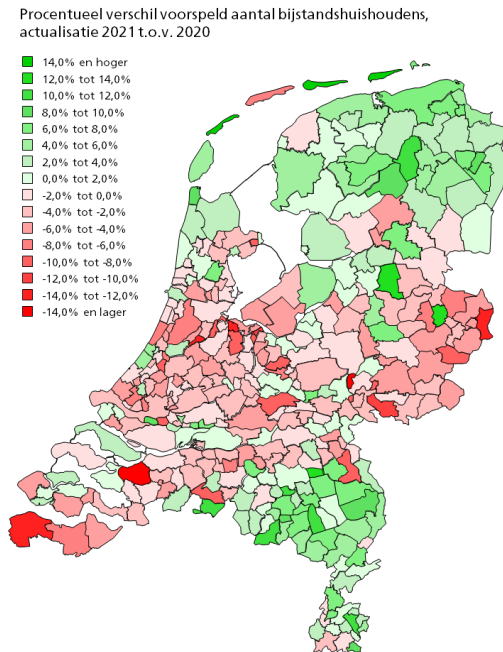 Procentueel verschil voorspeld aantal bijstandshuishoudens,
actualisatie 2021 t.o.v. 2020
14,0% en hoger
12,0% tot 14,0%
10,0% tot 12,0%
8,0% tot 10,0%
6,0% tot 8,0%
4,0% tot 6,0%
2,0% tot 4,0%
0,0% tot 2,0%
-2,0% tot 0,0%
-4,0% tot -2,0%
-6,0% tot -4,0%
-8,0% tot -6,0%
-10,0% tot -8,0%
-12,0% tot -10,0%
-14,0% tot -12,0%
-14,0% en lager